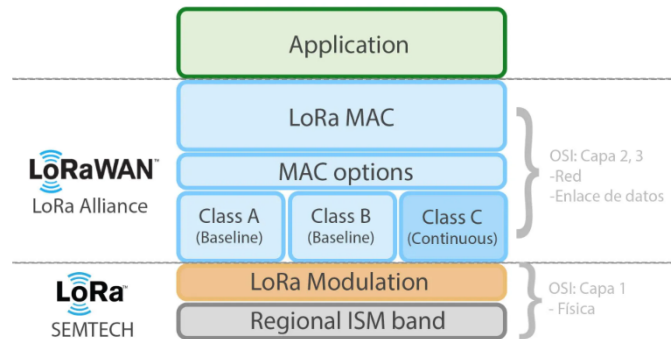 Application
LoRaWAN™
LoRa Alliance
LoRa MAC
MAC options
Class A
(Baseline)
Class B
(Baseline)
Class C
(Continuous)
OSI: Capa 2, 3
-Red
-Enlace de datos
LoRa™
SEMTECH
LoRa Modulation
Regional ISM band
OSI: Capa 1
- Física